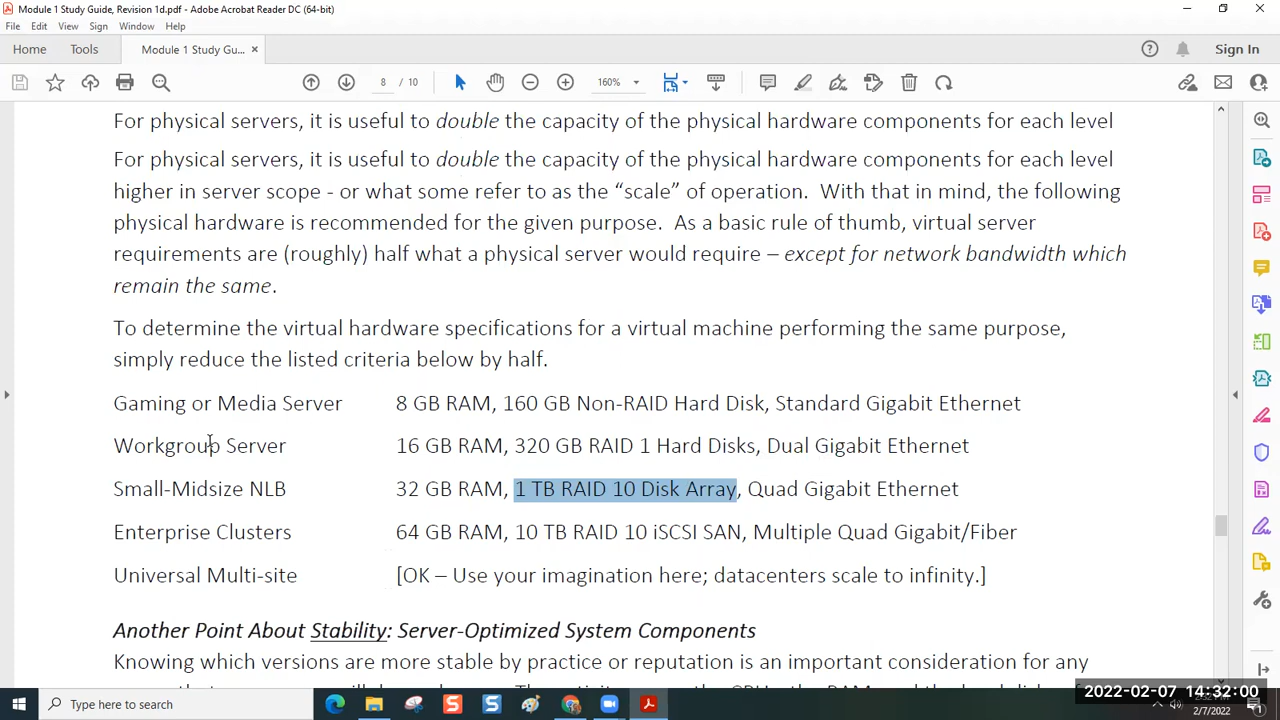 Module 1 Study Guide, Revision 1d.pdf - Adobe Acrobat Reader DC (64-bit)
File Edit View Sign Window Help
Home Tools Module 1 Study Gu... × Sign In
8 / 10 160%
For physical servers, it is useful to double the capacity of the physical hardware components for each level
For physical servers, it is useful to double the capacity of the physical hardware components for each level
higher in server scope - or what some refer to as the “scale” of operation. With that in mind, the following
physical hardware is recommended for the given purpose. As a basic rule of thumb, virtual server
requirements are (roughly) half what a physical server would require – except for network bandwidth which
remain the same.
To determine the virtual hardware specifications for a virtual machine performing the same purpose,
simply reduce the listed criteria below by half.
Gaming or Media Server 8 GB RAM, 160 GB Non-RAID Hard Disk, Standard Gigabit Ethernet
Workgroup Server 16 GB RAM, 320 GB RAID 1 Hard Disks, Dual Gigabit Ethernet
Small-Midsize NLB 32 GB RAM, 1 TB RAID 10 Disk Array, Quad Gigabit Ethernet
Enterprise Clusters 64 GB RAM, 10 TB RAID 10 iSCSI SAN, Multiple Quad Gigabit/Fiber
Universal Multi-site [OK – Use your imagination here; datacenters scale to infinity.]
Another Point About Stability: Server-Optimized System Components
Knowing which versions are more stable by practice or reputation is an important consideration for any
Type here to search
2022-02-07 14:32:00
2/7/2022